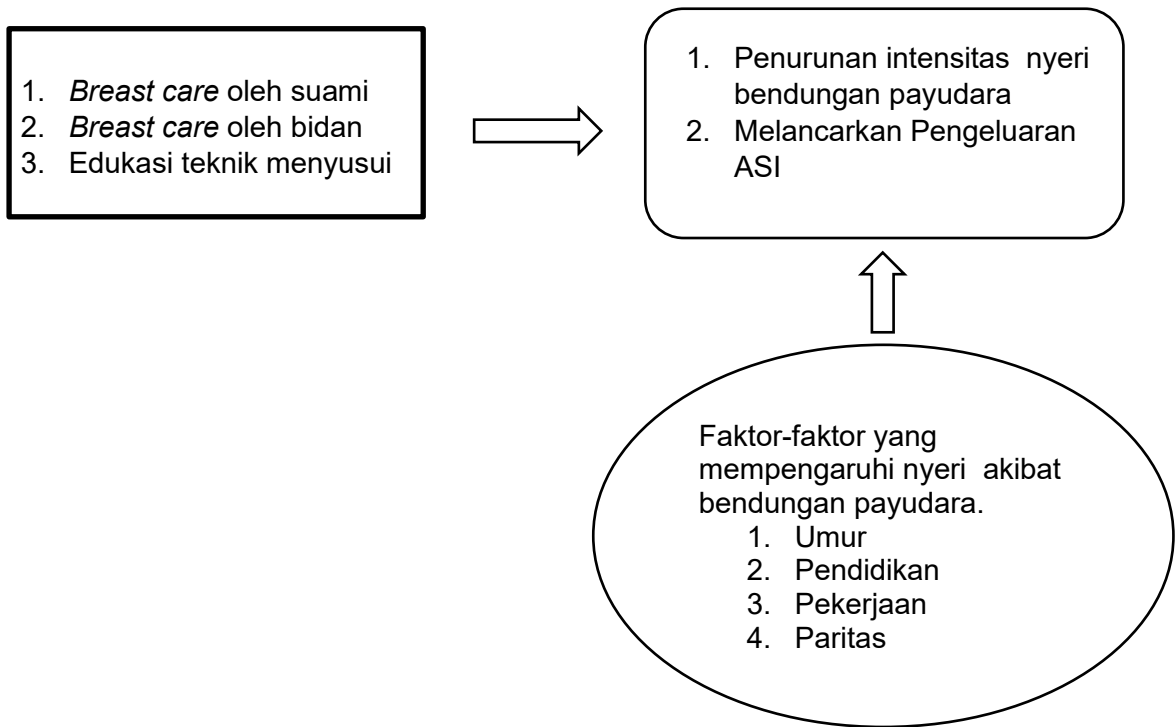 1. Breast care oleh suami
2. Breast care oleh bidan
3. Edukasi teknik menyusui
1. Penurunan intensitas nyeri
bendungan payudara
2. Melancarkan Pengeluaran
ASI
Faktor-faktor yang
mempengaruhi nyeri akibat
bendungan payudara.
1. Umur
2. Pendidikan
3. Pekerjaan
4. Paritas